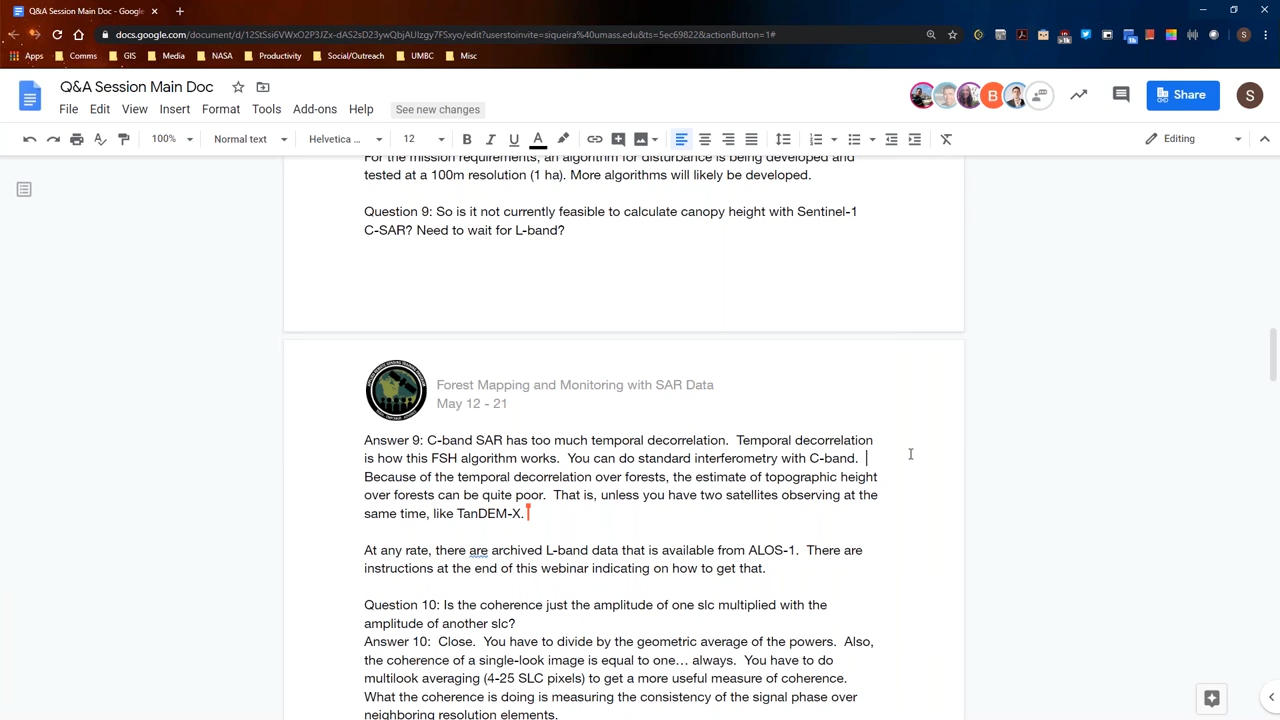 Q&A Session Main Doc - Google
docs.google.com/document/d/12StSsi6VWxO2P3JZx-dAS2sD23ywQbjAUIzgy7FSxyo/edit?userstoinvite=siqueira%40umass.edu&ts=5ec69822&actionButton=1#
Apps Comms GIS Media NASA Productivity Social/Outreach UMBC Misc
Q&A Session Main Doc
File Edit View Insert Format Tools Add-ons Help See new changes
B
Share
S
100% Normal text Helvetica ... 12 B I U A Editing
For the mission requirements, an algorithm for disturbance is being developed and
tested at a 100m resolution (1 ha). More algorithms will likely be developed.
Question 9: So is it not currently feasible to calculate canopy height with Sentinel-1
C-SAR? Need to wait for L-band?
Forest Mapping and Monitoring with SAR Data
May 12 - 21
Answer 9: C-band SAR has too much temporal decorrelation. Temporal decorrelation
is how this FSH algorithm works. You can do standard interferometry with C-band.
Because of the temporal decorrelation over forests, the estimate of topographic height
over forests can be quite poor. That is, unless you have two satellites observing at the
same time, like TanDEM-X.
At any rate, there are archived L-band data that is available from ALOS-1. There are
instructions at the end of this webinar indicating on how to get that.
Question 10: Is the coherence just the amplitude of one slc multiplied with the
amplitude of another slc?
Answer 10: Close. You have to divide by the geometric average of the powers. Also,
the coherence of a single-look image is equal to one… always. You have to do
multilook averaging (4-25 SLC pixels) to get a more useful measure of coherence.
What the coherence is doing is measuring the consistency of the signal phase over
neighboring resolution elements.